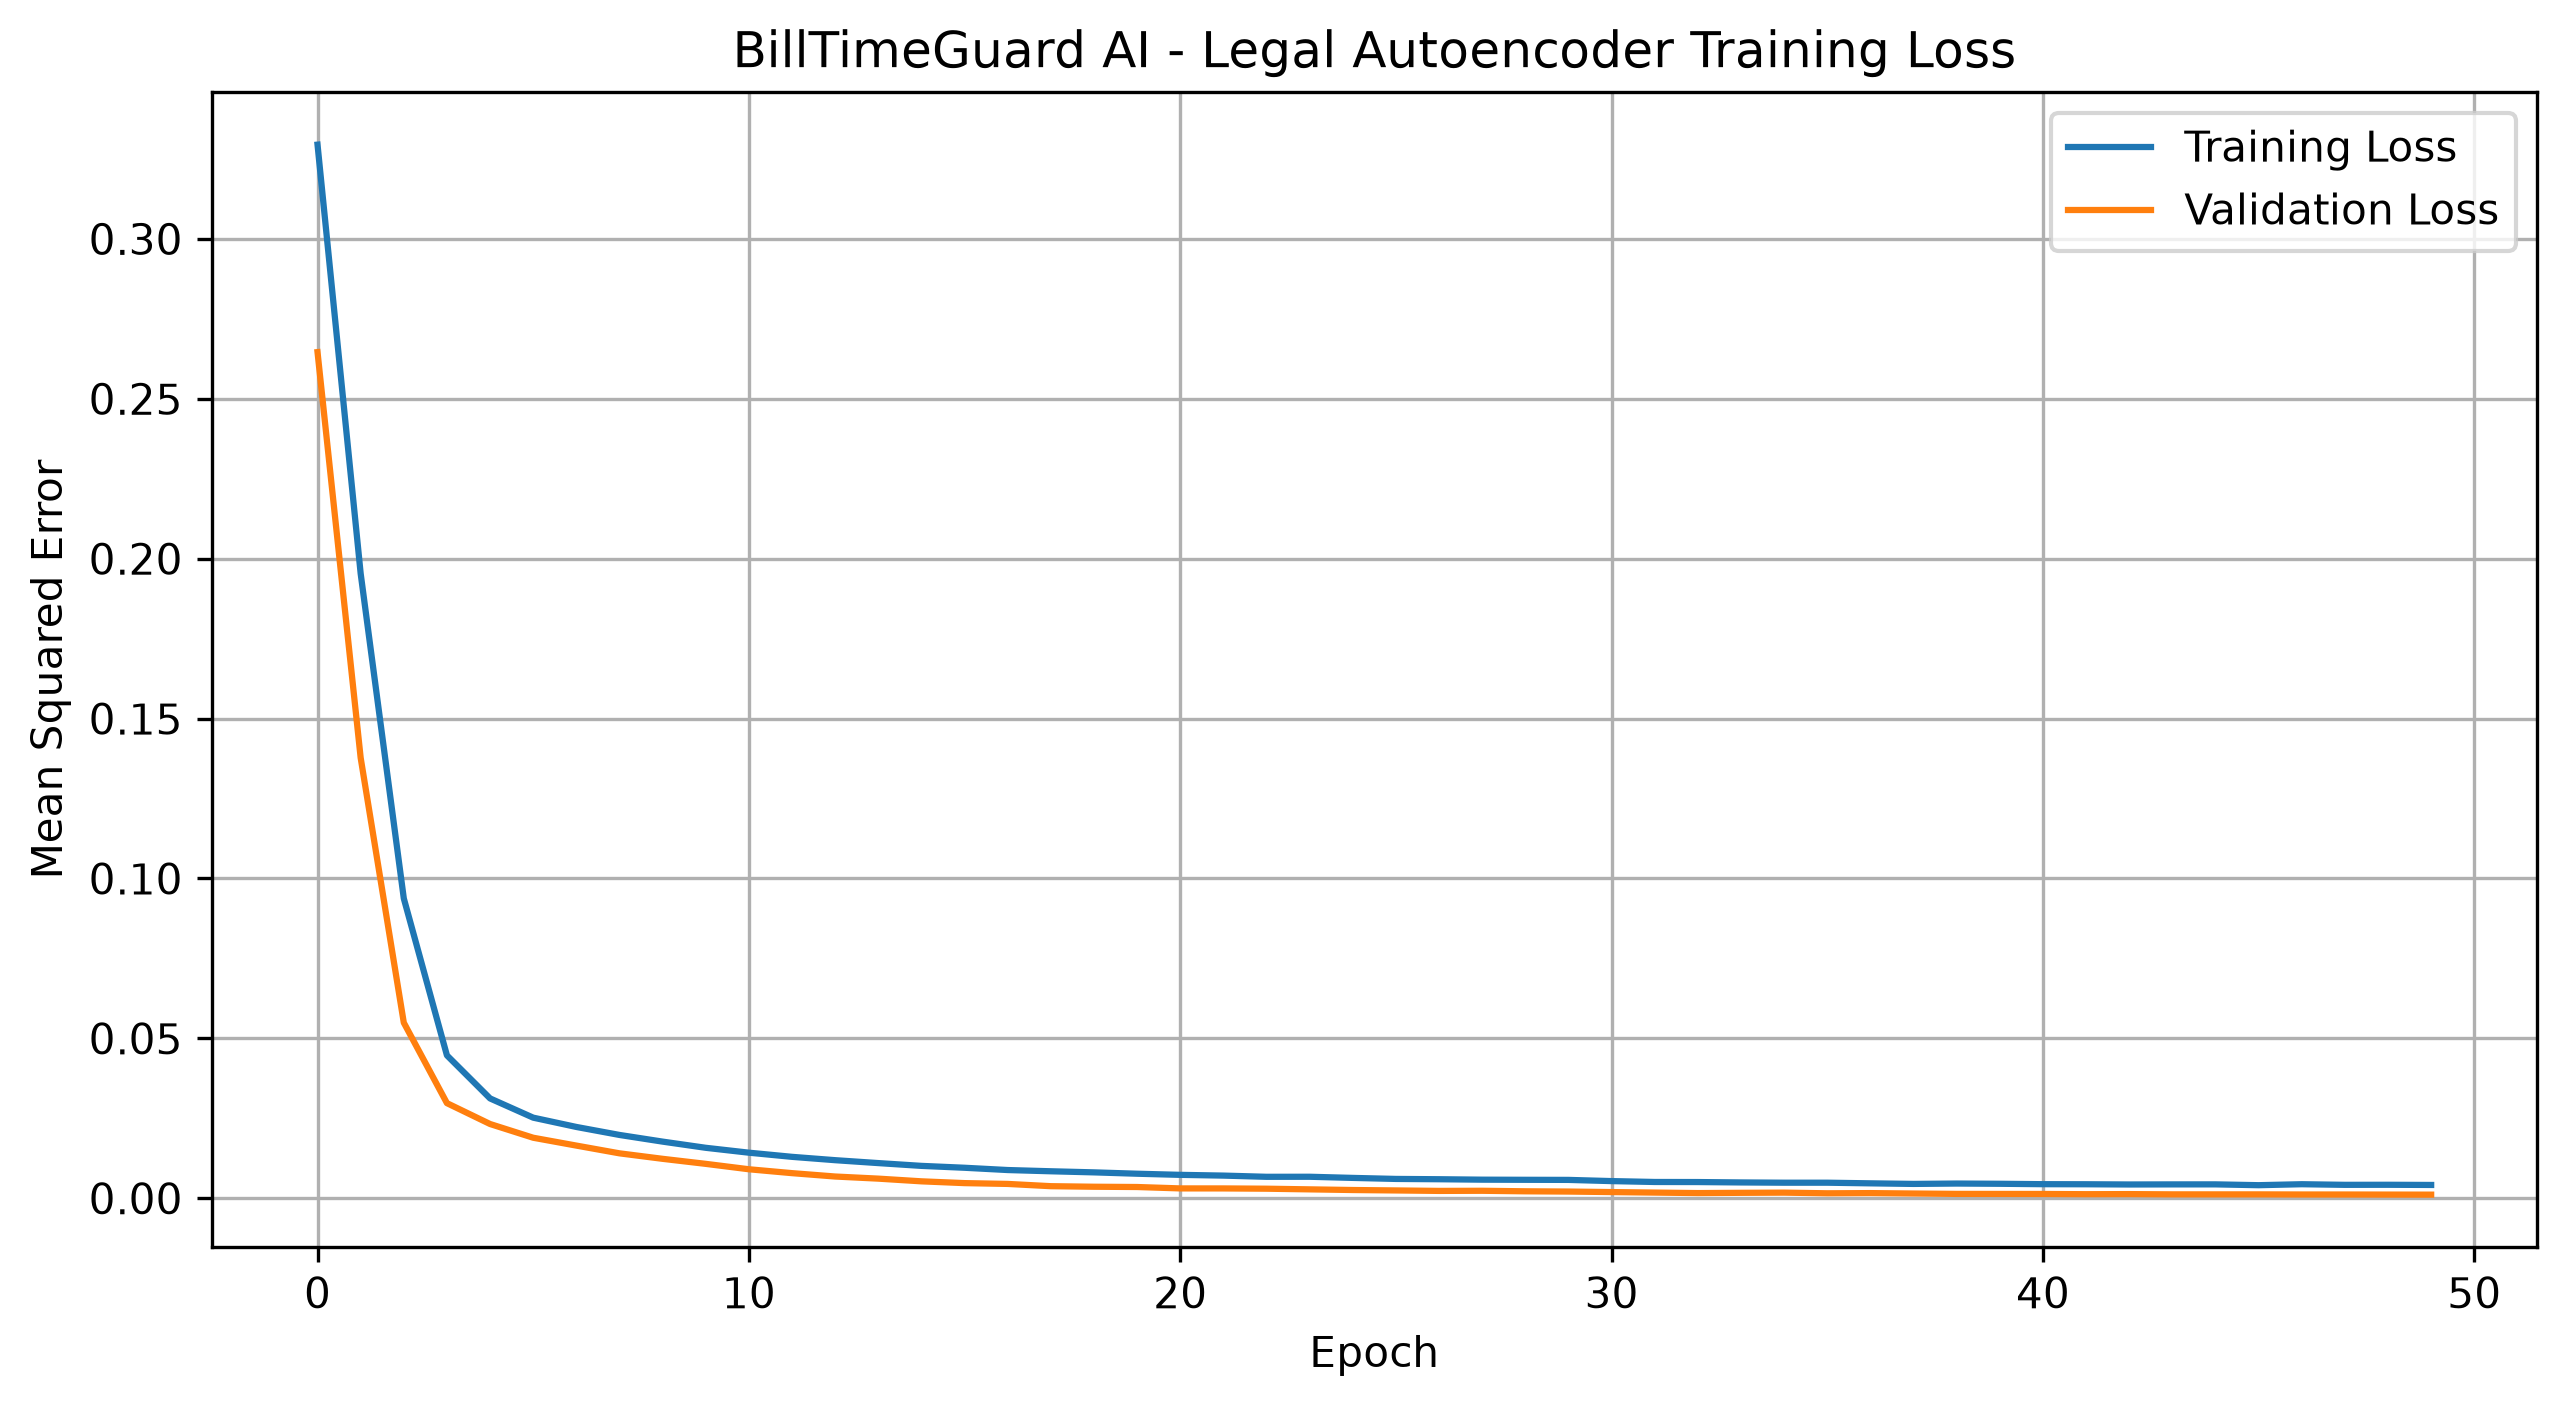 BillTimeGuard AI - Legal Autoencoder Training Loss
Training Loss
Validation Loss
Mean Squared Error
0.30
0.25
0.20
0.15
0.10
0.05
0.00
0 10 20 30 40 50
Epoch